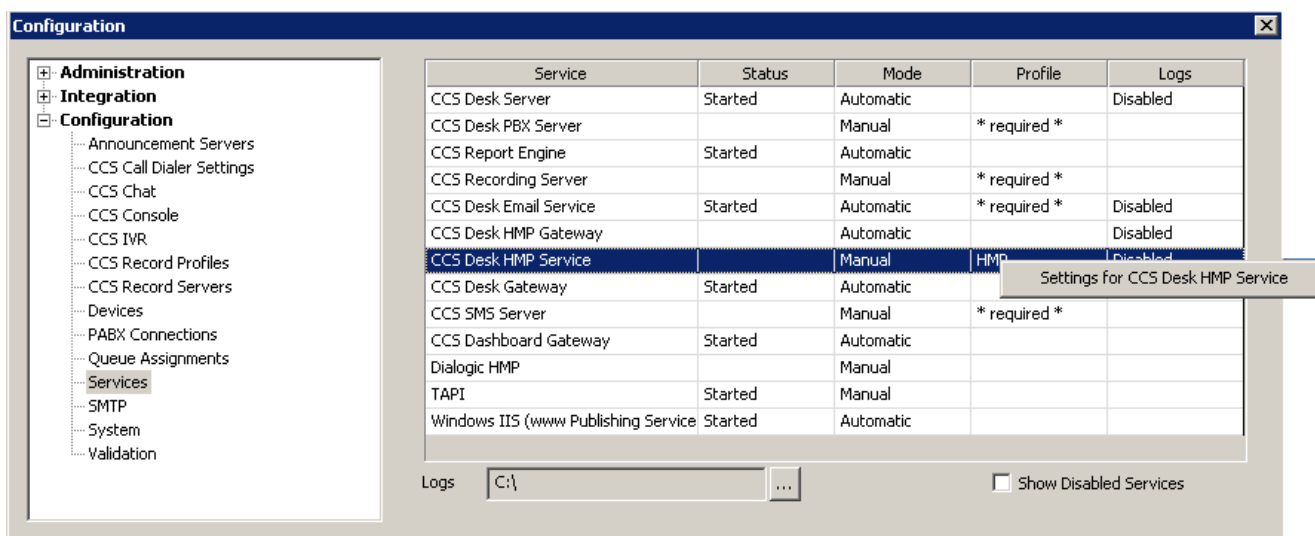 Configuration
Administration
Integration
Configuration
Announcement Servers
CCS Call Dialer Settings
CCS Chat
CCS Console
CCS IVR
CCS Record Profiles
CCS Record Servers
Devices
PABX Connections
Queue Assignments
Services
SMTP
System
Validation
Service Status Mode Profile Logs
CCS Desk Server Started Automatic Disabled
CCS Desk PBX Server Manual * required *
CCS Report Engine Started Automatic
CCS Recording Server Manual * required *
CCS Desk Email Service Started Automatic * required * Disabled
CCS Desk HMP Gateway Automatic Disabled
CCS Desk HMP Service Manual HMP Disabled
Settings for CCS Desk HMP Service
CCS Desk Gateway Started Automatic
CCS SMS Server Manual * required *
CCS Dashboard Gateway Started Automatic
Dialogic HMP Manual
TAPI Started Manual
Windows IIS (www Publishing Service Started Automatic
Logs C:\ ... Show Disabled Services